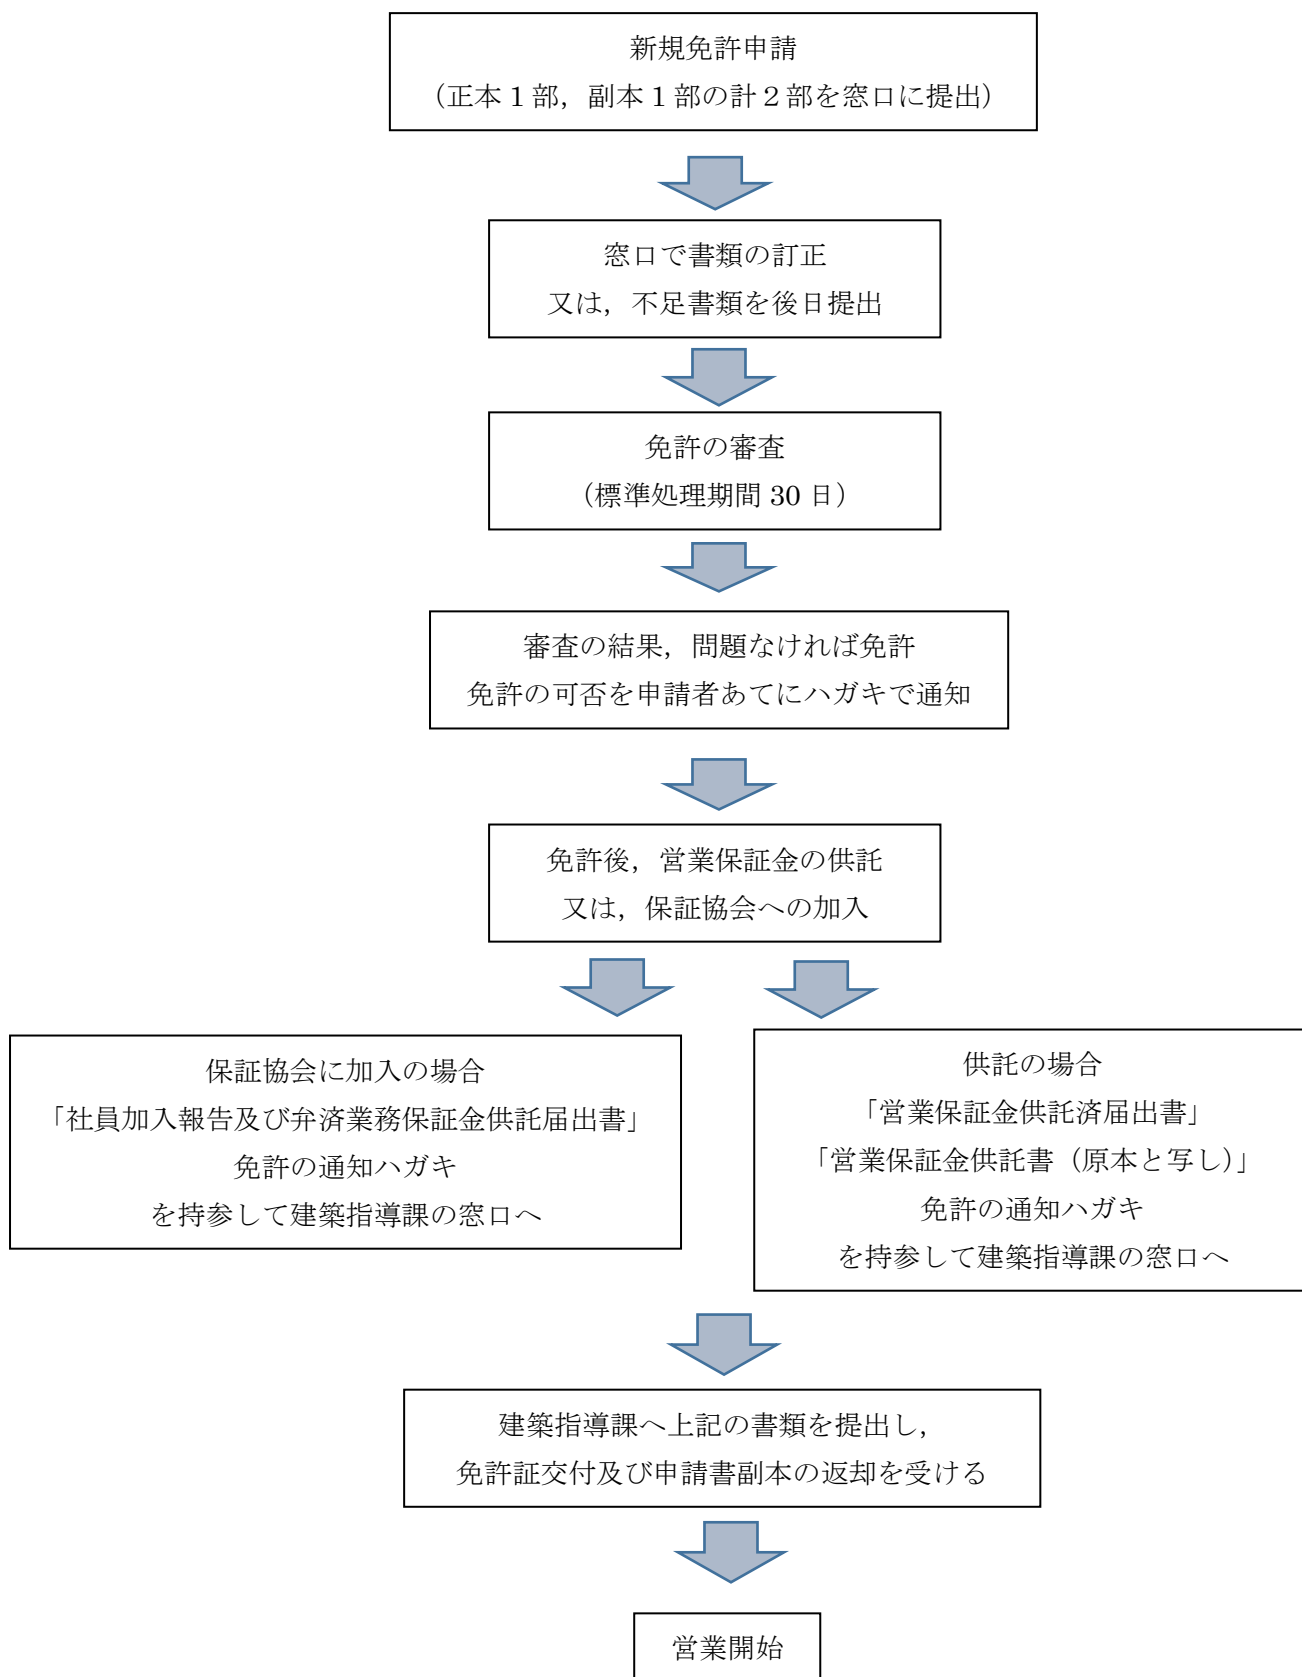 新規免許申請
（正本１部，副本１部の計２部を窓口に提出）
窓口で書類の訂正
又は，不足書類を後日提出
免許の審査
（標準処理期間 30 日）
審査の結果，問題なければ免許
免許の可否を申請者あてにハガキで通知
免許後，営業保証金の供託
又は，保証協会への加入
保証協会に加入の場合
「社員加入報告及び弁済業務保証金供託届出書」
免許の通知ハガキ
を持参して建築指導課の窓口へ
供託の場合
「営業保証金供託済届出書」
「営業保証金供託書（原本と写し）」
免許の通知ハガキ
を持参して建築指導課の窓口へ
建築指導課へ上記の書類を提出し，
免許証交付及び申請書副本の返却を受ける
営業開始